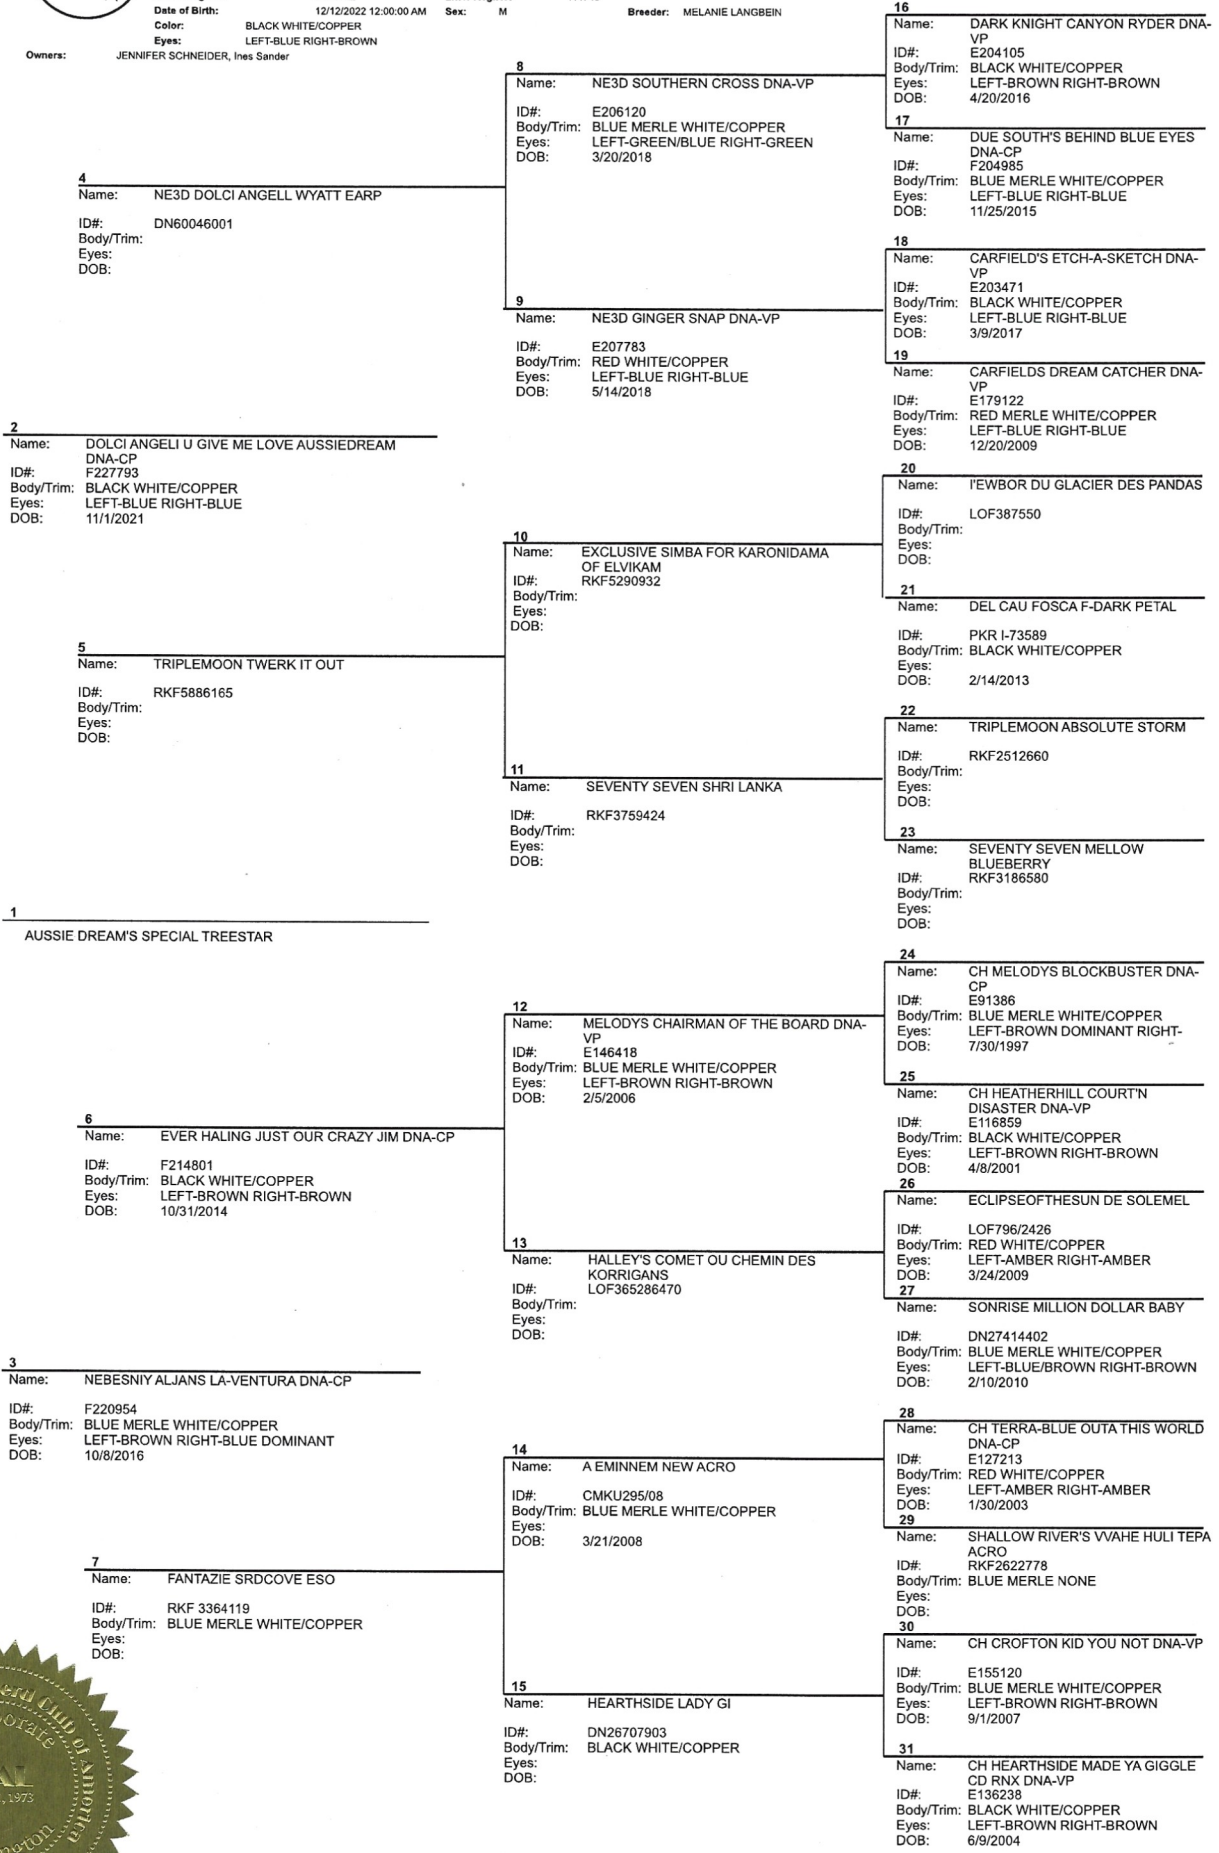 Date of Birth: 12/12/2022 12:00:00 AM Sex: M Breeder: MELANIE LANGBEIN
Color: BLACK WHITE/COPPER
Eyes: LEFT-BLUE RIGHT-BROWN
Owners: JENNIFER SCHNEIDER, Ines Sander
1
AUSSIE DREAM'S SPECIAL TREESTAR
2
Name: DOLCI ANGELI U GIVE ME LOVE AUSSIEDREAM
DNA-CP
ID#: F227793
Body/Trim: BLACK WHITE/COPPER
Eyes: LEFT-BLUE RIGHT-BLUE
DOB: 11/1/2021
3
Name: NEBESNIY ALJANS LA-VENTURA DNA-CP
ID#: F220954
Body/Trim: BLUE MERLE WHITE/COPPER
Eyes: LEFT-BROWN RIGHT-BLUE DOMINANT
DOB: 10/8/2016
4
Name: NE3D DOLCI ANGELL WYATT EARP
ID#: DN60046001
Body/Trim:
Eyes:
DOB:
5
Name: TRIPLEMOON TWERK IT OUT
ID#: RKF5886165
Body/Trim:
Eyes:
DOB:
6
Name: EVER HALING JUST OUR CRAZY JIM DNA-CP
ID#: F214801
Body/Trim: BLACK WHITE/COPPER
Eyes: LEFT-BROWN RIGHT-BROWN
DOB: 10/31/2014
7
Name: FANTAZIE SRDCOVE ESO
ID#: RKF 3364119
Body/Trim: BLUE MERLE WHITE/COPPER
Eyes:
DOB:
8
Name: NE3D SOUTHERN CROSS DNA-VP
ID#: E206120
Body/Trim: BLUE MERLE WHITE/COPPER
Eyes: LEFT-GREEN/BLUE RIGHT-GREEN
DOB: 3/20/2018
9
Name: NE3D GINGER SNAP DNA-VP
ID#: E207783
Body/Trim: RED WHITE/COPPER
Eyes: LEFT-BLUE RIGHT-BLUE
DOB: 5/14/2018
10
Name: EXCLUSIVE SIMBA FOR KARONIDAMA
OF ELVIKAM
ID#: RKF5290932
Body/Trim:
Eyes:
DOB:
11
Name: SEVENTY SEVEN SHRI LANKA
ID#: RKF3759424
Body/Trim:
Eyes:
DOB:
12
Name: MELODYS CHAIRMAN OF THE BOARD DNA-
VP
ID#: E146418
Body/Trim: BLUE MERLE WHITE/COPPER
Eyes: LEFT-BROWN RIGHT-BROWN
DOB: 2/5/2006
13
Name: HALLEY'S COMET OU CHEMIN DES
KORRIGANS
ID#: LOF365286470
Body/Trim:
Eyes:
DOB:
14
Name: A EMINNEM NEW ACRO
ID#: CMKU295/08
Body/Trim: BLUE MERLE WHITE/COPPER
Eyes:
DOB: 3/21/2008
15
Name: HEARTHSIDE LADY GI
ID#: DN26707903
Body/Trim: BLACK WHITE/COPPER
Eyes:
DOB:
16
Name: DARK KNIGHT CANYON RYDER DNA-
VP
ID#: E204105
Body/Trim: BLACK WHITE/COPPER
Eyes: LEFT-BROWN RIGHT-BROWN
DOB: 4/20/2016
17
Name: DUE SOUTH'S BEHIND BLUE EYES
DNA-CP
ID#: F204985
Body/Trim: BLUE MERLE WHITE/COPPER
Eyes: LEFT-BLUE RIGHT-BLUE
DOB: 11/25/2015
18
Name: CARFIELD'S ETCH-A-SKETCH DNA-
VP
ID#: E203471
Body/Trim: BLACK WHITE/COPPER
Eyes: LEFT-BLUE RIGHT-BLUE
DOB: 3/9/2017
19
Name: CARFIELDS DREAM CATCHER DNA-
VP
ID#: E179122
Body/Trim: RED MERLE WHITE/COPPER
Eyes: LEFT-BLUE RIGHT-BLUE
DOB: 12/20/2009
20
Name: I'EWBOR DU GLACIER DES PANDAS
ID#: LOF387550
Body/Trim:
Eyes:
DOB:
21
Name: DEL CAU FOSCA F-DARK PETAL
ID#: PKR I-73589
Body/Trim: BLACK WHITE/COPPER
Eyes:
DOB: 2/14/2013
22
Name: TRIPLEMOON ABSOLUTE STORM
ID#: RKF2512660
Body/Trim:
Eyes:
DOB:
23
Name: SEVENTY SEVEN MELLOW
BLUEBERRY
ID#: RKF3186580
Body/Trim:
Eyes:
DOB:
24
Name: CH MELODYS BLOCKBUSTER DNA-
CP
ID#: E91386
Body/Trim: BLUE MERLE WHITE/COPPER
Eyes: LEFT-BROWN DOMINANT RIGHT-
DOB: 7/30/1997
25
Name: CH HEATHERHILL COURT'N
DISASTER DNA-VP
ID#: E116859
Body/Trim: BLACK WHITE/COPPER
Eyes: LEFT-BROWN RIGHT-BROWN
DOB: 4/8/2001
26
Name: ECLIPSEOFTHESUN DE SOLEMEL
ID#: LOF796/2426
Body/Trim: RED WHITE/COPPER
Eyes: LEFT-AMBER RIGHT-AMBER
DOB: 3/24/2009
27
Name: SONRISE MILLION DOLLAR BABY
ID#: DN27414402
Body/Trim: BLUE MERLE WHITE/COPPER
Eyes: LEFT-BLUE/BROWN RIGHT-BROWN
DOB: 2/10/2010
28
Name: CH TERRA-BLUE OUTA THIS WORLD
DNA-CP
ID#: E127213
Body/Trim: RED WHITE/COPPER
Eyes: LEFT-AMBER RIGHT-AMBER
DOB: 1/30/2003
29
Name: SHALLOW RIVER'S VVAHE HULI TEPA
ACRO
ID#: RKF2622778
Body/Trim: BLUE MERLE NONE
Eyes:
DOB:
30
Name: CH CROFTON KID YOU NOT DNA-VP
ID#: E155120
Body/Trim: BLUE MERLE WHITE/COPPER
Eyes: LEFT-BROWN RIGHT-BROWN
DOB: 9/1/2007
31
Name: CH HEARTHSIDE MADE YA GIGGLE
CD RNX DNA-VP
ID#: E136238
Body/Trim: BLACK WHITE/COPPER
Eyes: LEFT-BROWN RIGHT-BROWN
DOB: 6/9/2004
Club of America
1973